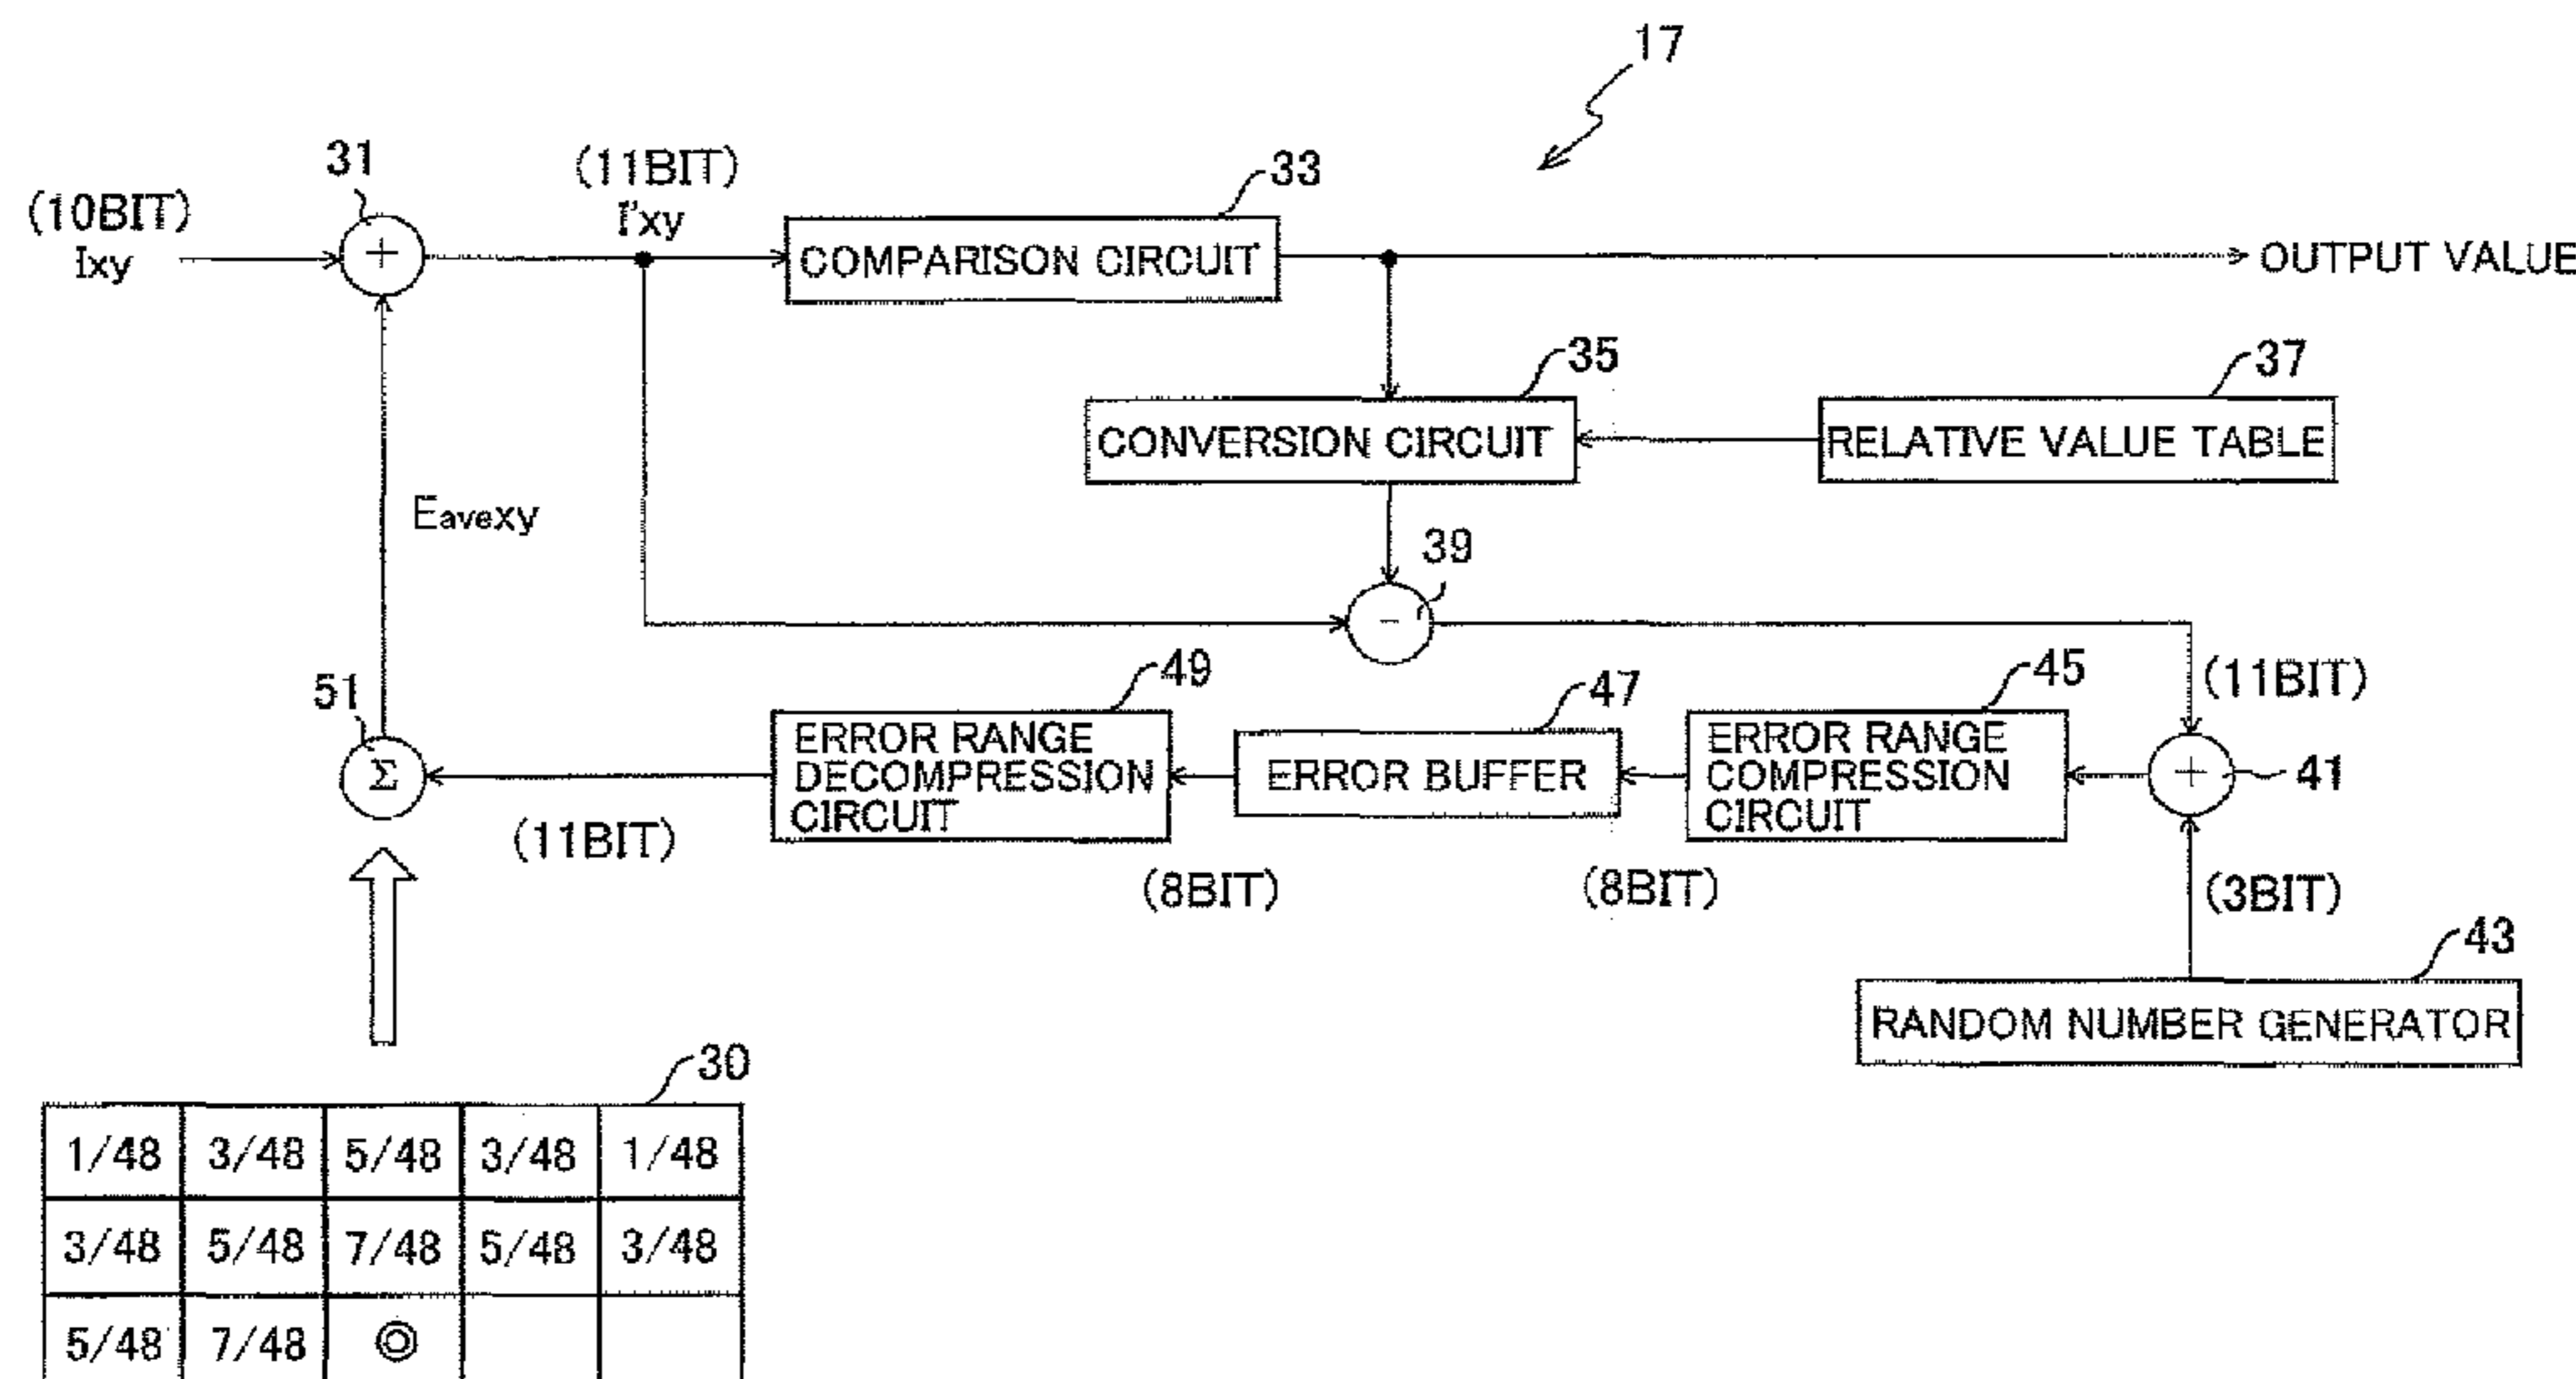 17
31
(11BIT)
33
(10BIT)
I'xy
Ixy
+
COMPARISON CIRCUIT
OUTPUT VALUE
35
37
CONVERSION CIRCUIT
RELATIVE VALUE TABLE
Eavexy
39
-
51
49
47
45
(11BIT)
Σ
ERROR RANGE
DECOMPRESSION
CIRCUIT
ERROR BUFFER
ERROR RANGE
COMPRESSION
CIRCUIT
+
41
(11BIT)
(8BIT)
(8BIT)
(3BIT)
43
RANDOM NUMBER GENERATOR
30
1/48 3/48 5/48 3/48 1/48
3/48 5/48 7/48 5/48 3/48
5/48 7/48 ◎